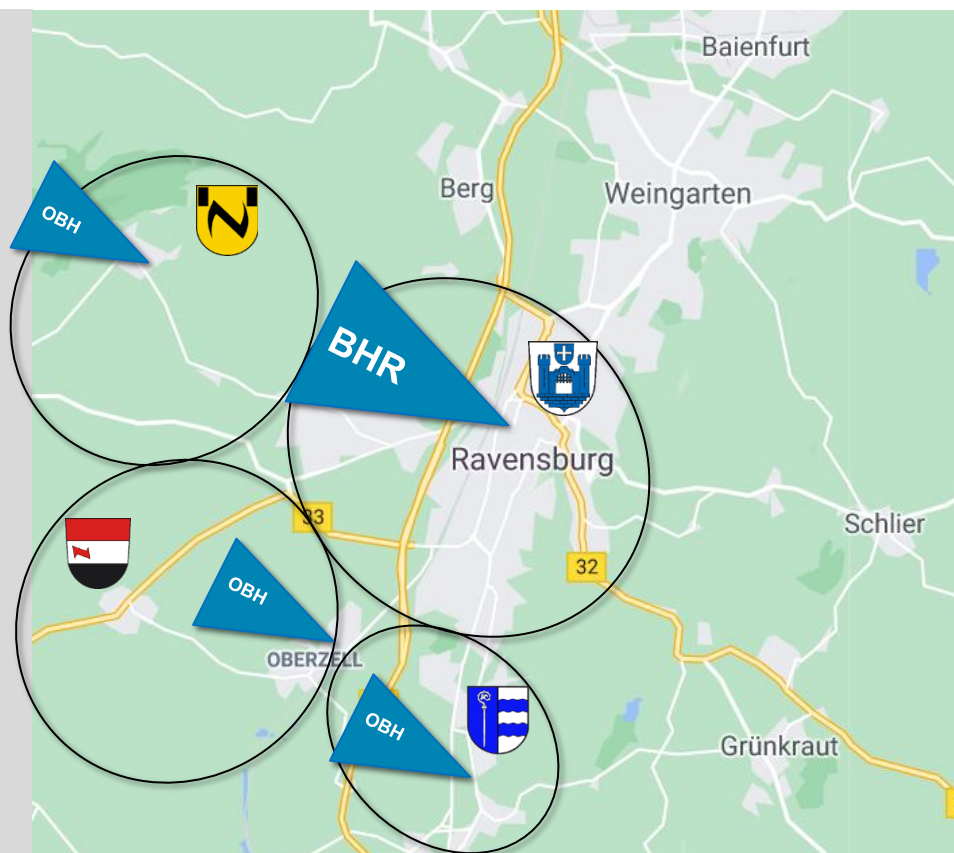 Baienfurt
Berg
Weingarten
OBH
BHR
Ravensburg
33
Schlier
32
OBH
OBERZELL
OBH
Grünkraut